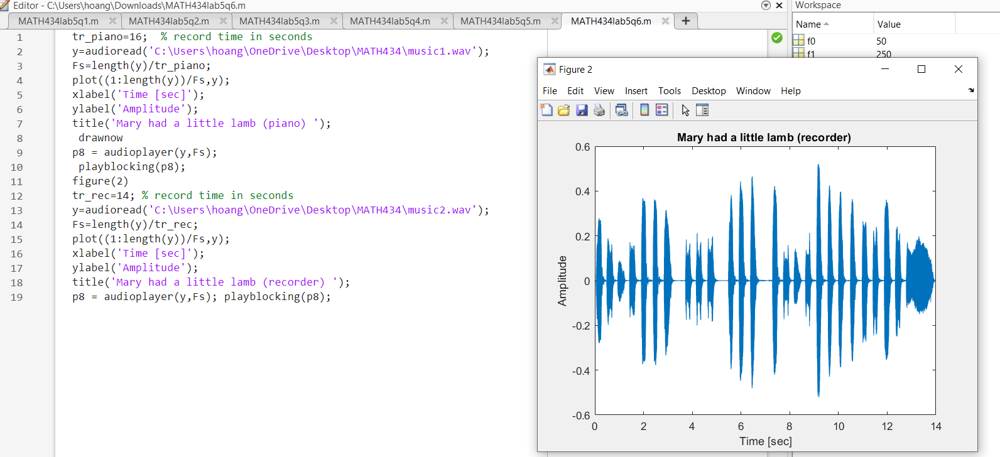 Editor - C:\Users\hoang\Downloads\MATH434lab5q6.m
MATH434lab5q1.m
MATH434lab5q2.m
MATH434lab5q3.m
MATH434lab5q4.m
MATH434lab5q5.m
MATH434lab5q6.m
1 tr_piano=16;  % record time in seconds
2 y=audioread('C:\Users\hoang\OneDrive\Desktop\MATH434\music1.wav');
3 Fs=length(y)/tr_piano;
4 plot((1:length(y))/Fs,y);
5 xlabel('Time [sec]');
6 ylabel('Amplitude');
7 title('Mary had a little lamb (piano) ');
8  drawnow
9 p8 = audioplayer(y,Fs);
10  playblocking(p8);
11 figure(2)
12 tr_rec=14; % record time in seconds
13 y=audioread('C:\Users\hoang\OneDrive\Desktop\MATH434\music2.wav');
14 Fs=length(y)/tr_rec;
15 plot((1:length(y))/Fs,y);
16 xlabel('Time [sec]');
17 ylabel('Amplitude');
18 title('Mary had a little lamb (recorder) ');
19 p8 = audioplayer(y,Fs); playblocking(p8);
Workspace
Name Value
f0 50
f1 250
Figure 2
File Edit View Insert Tools Desktop Window Help
Mary had a little lamb (recorder)
0.6
0.4
0.2
0
-0.2
-0.4
-0.6
Amplitude
0 2 4 6 8 10 12 14
Time [sec]